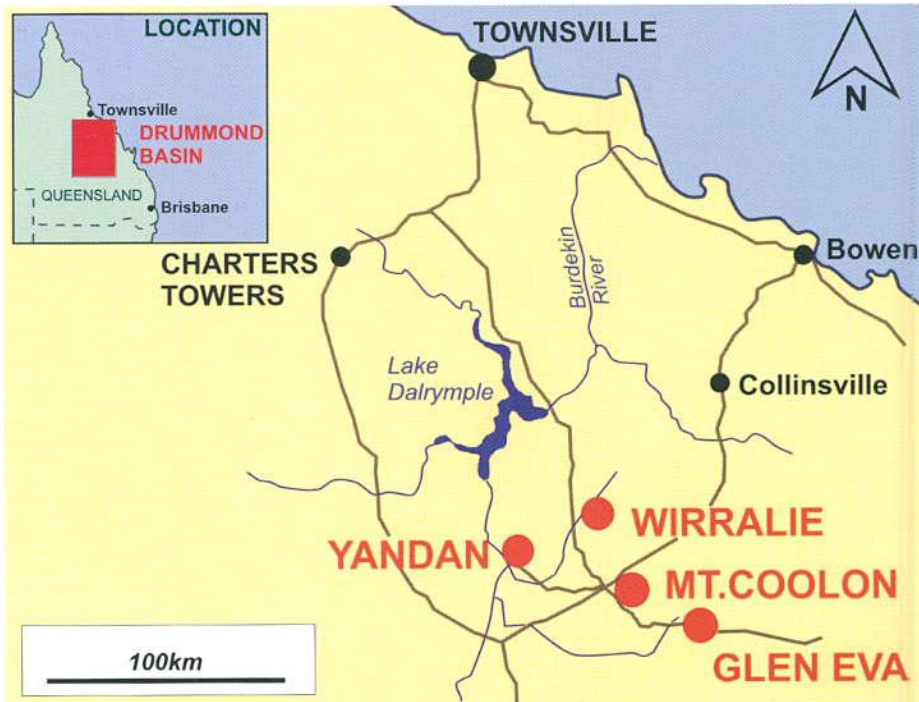 LOCATION
Townsville
DRUMMOND
BASIN
QUEENSLAND
Brisbane
TOWNSVILLE
N
CHARTERS
TOWERS
Bowen
Burdekin
River
Lake
Dalrymple
Collinsville
WIRRALIE
YANDAN
MT.COOLON
GLEN EVA
100km